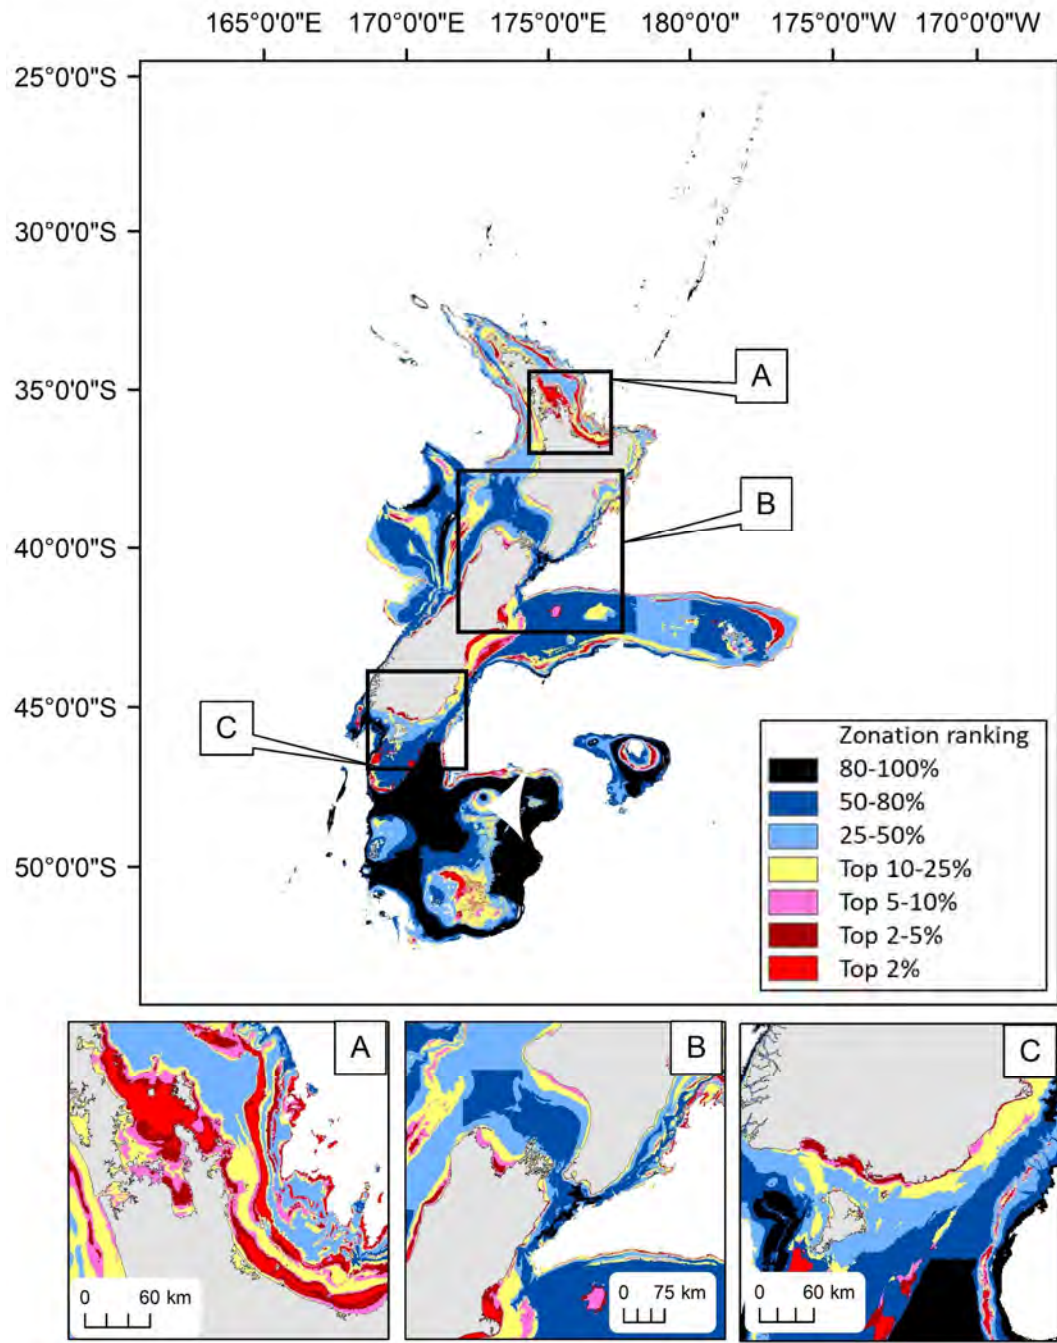 165°0'0"E 170°0'0"E 175°0'0"E 180°0'0" 175°0'0"W 170°0'0"W
25°0'0"S
30°0'0"S
35°0'0"S
40°0'0"S
45°0'0"S
50°0'0"S
A
B
C
Zonation ranking
80-100%
50-80%
25-50%
Top 10-25%
Top 5-10%
Top 2-5%
Top 2%
A
0 60 km
B
0 75 km
C
0 60 km